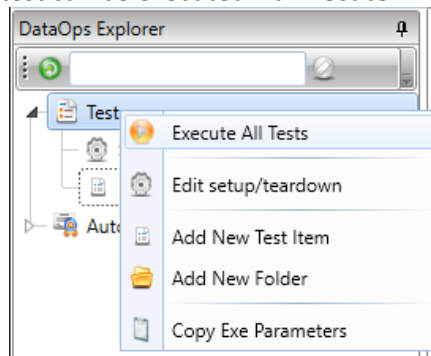 DataOps Explorer
Test
Execute All Tests
Edit setup/teardown
Add New Test Item
Auto
Add New Folder
Copy Exe Parameters